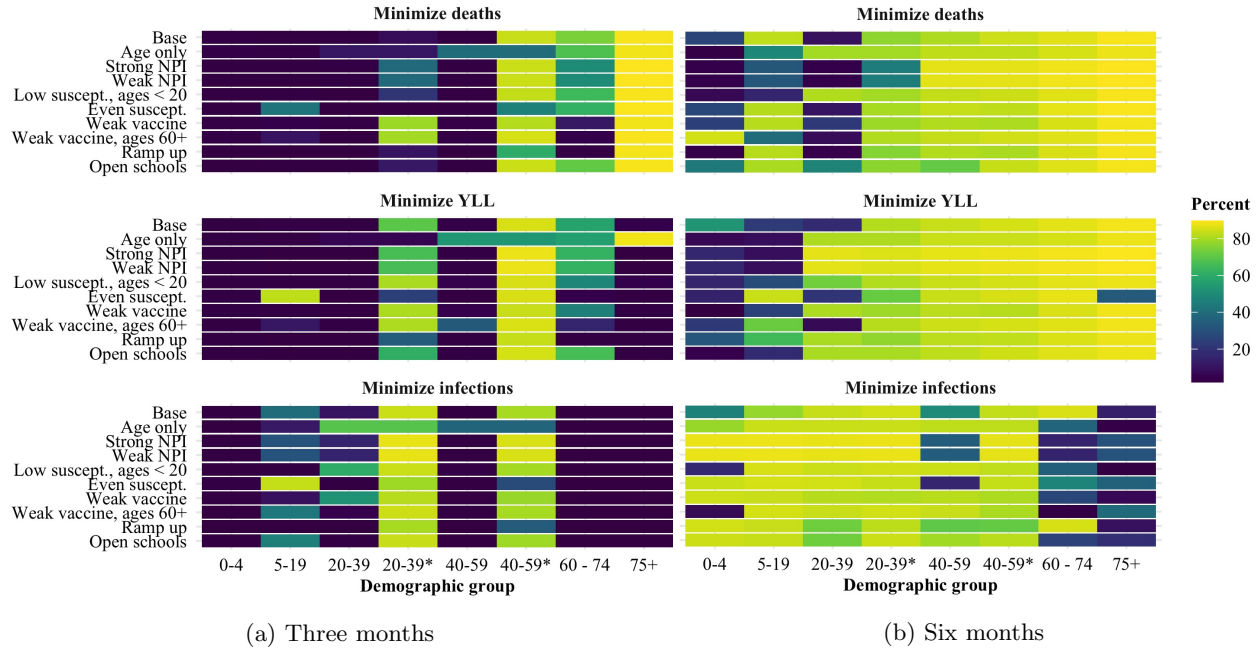 Minimize deaths
Base
Age only
Strong NPI
Weak NPI
Low suscept., ages < 20
Even suscept.
Weak vaccine
Weak vaccine, ages 60+
Ramp up
Open schools
Minimize YLL
Base
Age only
Strong NPI
Weak NPI
Low suscept., ages < 20
Even suscept.
Weak vaccine
Weak vaccine, ages 60+
Ramp up
Open schools
Minimize infections
Base
Age only
Strong NPI
Weak NPI
Low suscept., ages < 20
Even suscept.
Weak vaccine
Weak vaccine, ages 60+
Ramp up
Open schools
0-4 5-19 20-39 20-39* 40-59 40-59* 60 - 74 75+
Demographic group
(a) Three months
Minimize deaths
Minimize YLL
Minimize infections
0-4 5-19 20-39 20-39* 40-59 40-59* 60 - 74 75+
Demographic group
(b) Six months
Percent
80
60
40
20